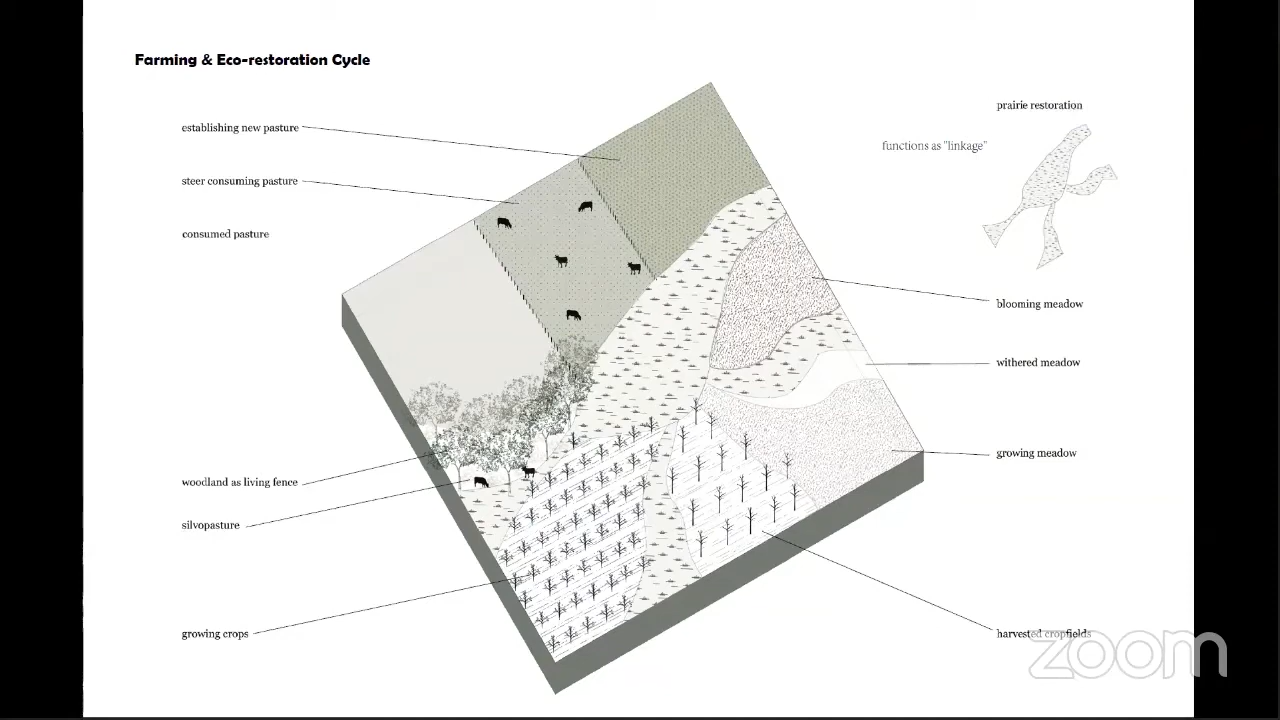 Farming & Eco-restoration Cycle
prairie restoration
establishing new pasture
functions as "linkage"
steer consuming pasture
consumed pasture
blooming meadow
withered meadow
growing meadow
woodland as living fence
silvopasture
growing crops
harvested cropfields
zoom